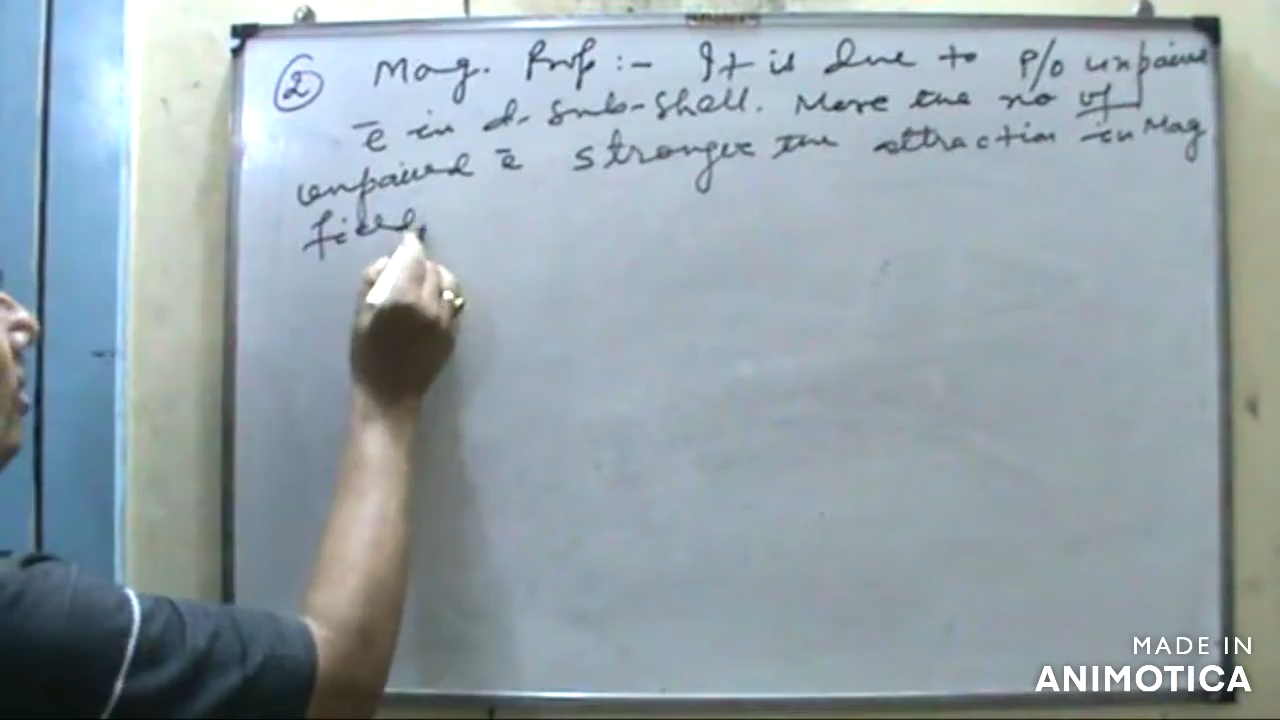 ② Mag. Prop :- It is due to p/o unpaired
ē in d-sub-shell. More the no of
unpaired ē stronger the attraction in Mag
field.
MADE IN
ANIMOTICA